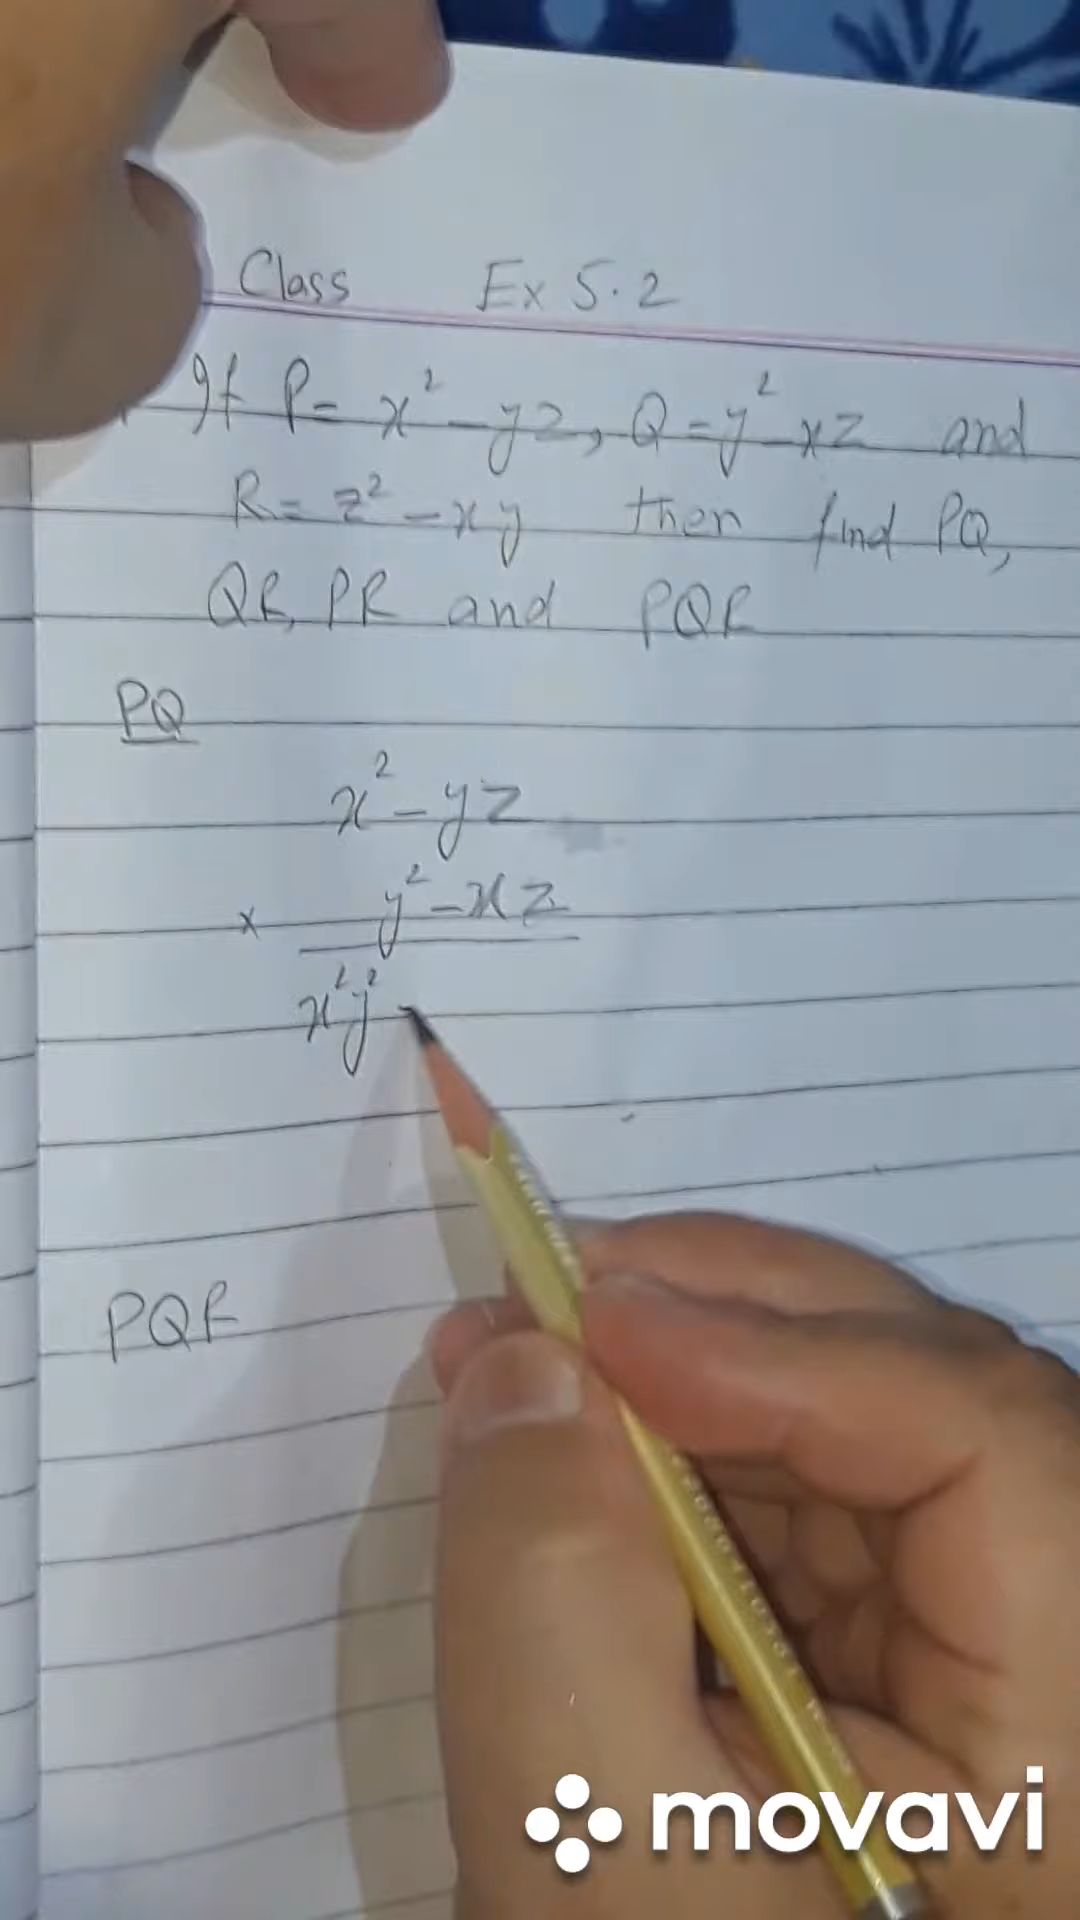 Class Ex 5.2
If P = x² - yz, Q = y² - xz and
R = z² - xy then find PQ,
QR, PR and PQR
PQ
x² - yz
× y² - xz
x²y² -
PQR
movavi